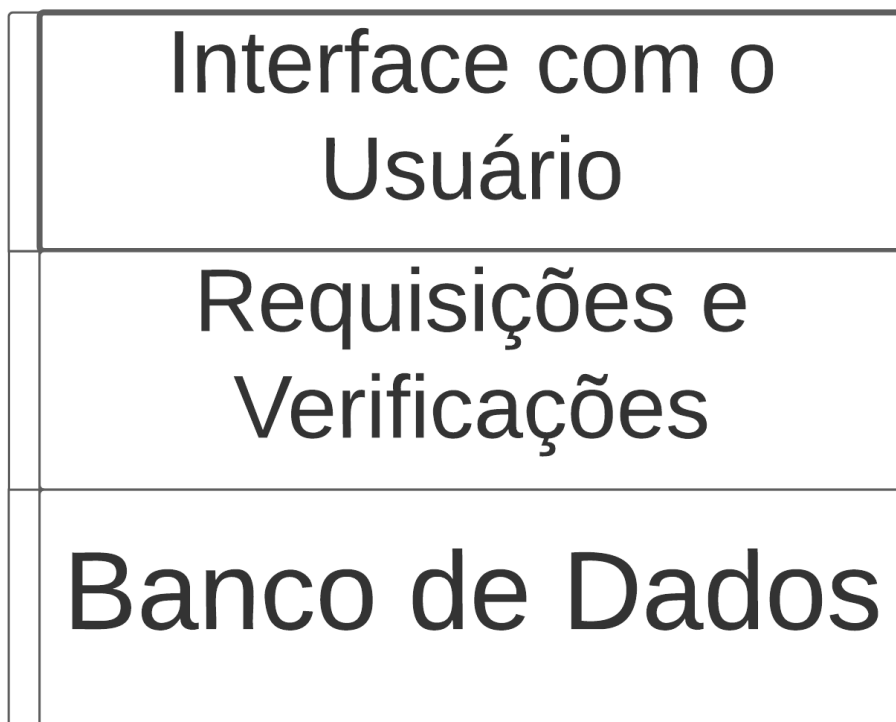 Interface com o
Usuário
Requisições e
Verificações
Banco de Dados